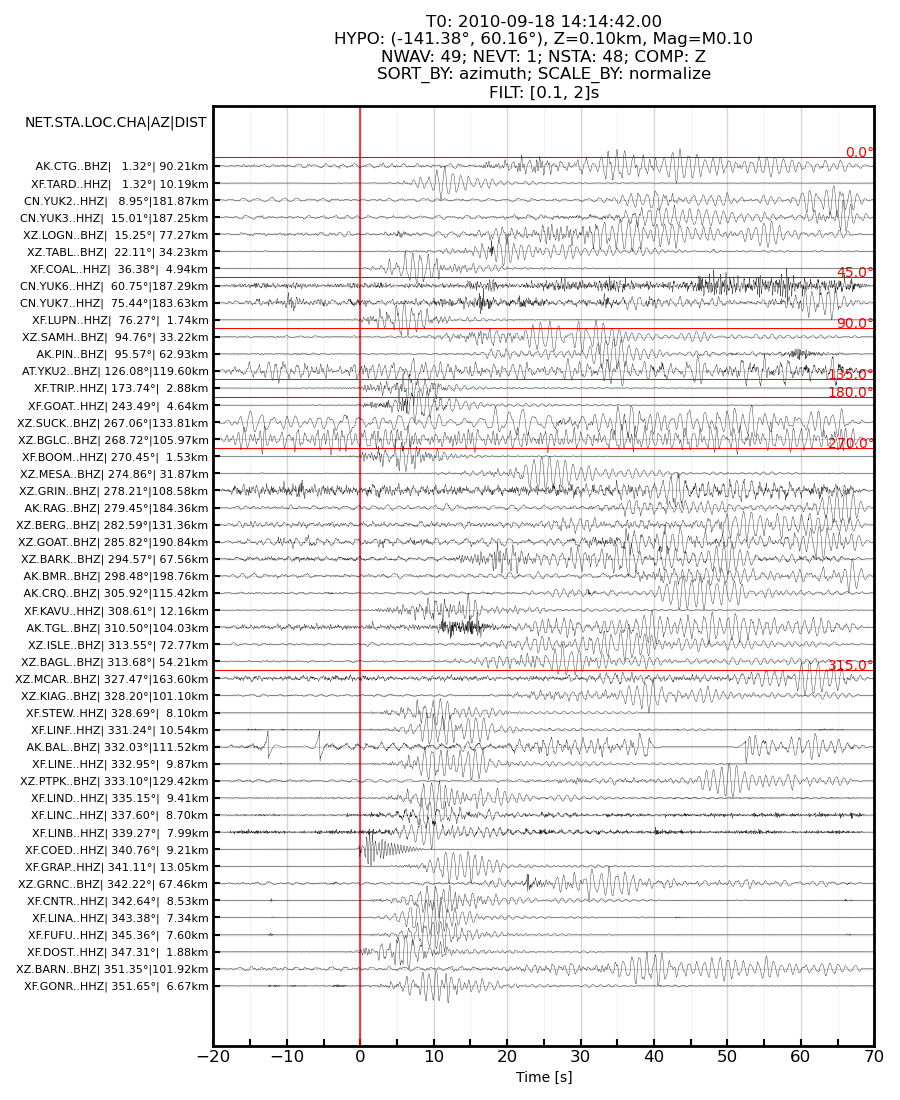 T0: 2010-09-18 14:14:42.00
HYPO: (-141.38°, 60.16°), Z=0.10km, Mag=M0.10
NWAV: 49; NEVT: 1; NSTA: 48; COMP: Z
SORT_BY: azimuth; SCALE_BY: normalize
FILT: [0.1, 2]s
NET.STA.LOC.CHA|AZ|DIST
0.0°
AK.CTG..BHZ| 1.32°| 90.21km
XF.TARD..HHZ| 1.32°| 10.19km
CN.YUK2..HHZ| 8.95°|181.87km
CN.YUK3..HHZ| 15.01°|187.25km
XZ.LOGN..BHZ| 15.25°| 77.27km
XZ.TABL..BHZ| 22.11°| 34.23km
XF.COAL..HHZ| 36.38°| 4.94km
45.0°
CN.YUK6..HHZ| 60.75°|187.29km
CN.YUK7..HHZ| 75.44°|183.63km
XF.LUPN..HHZ| 76.27°| 1.74km
90.0°
XZ.SAMH..BHZ| 94.76°| 33.22km
AK.PIN..BHZ| 95.57°| 62.93km
AT.YKU2..HHZ| 126.08°|119.60km
135.0°
XF.TRIP..HHZ| 173.74°| 2.88km
180.0°
XF.GOAT..HHZ| 243.49°| 4.64km
XZ.SUCK..BHZ| 267.06°|133.81km
XZ.BGLC..BHZ| 268.72°|105.97km
270.0°
XF.BOOM..HHZ| 270.45°| 1.53km
XZ.MESA..BHZ| 274.86°| 31.87km
XZ.GRIN..BHZ| 278.21°|108.58km
AK.RAG..BHZ| 279.45°|184.36km
XZ.BERG..BHZ| 282.59°|131.36km
XZ.GOAT..BHZ| 285.82°|190.84km
XZ.BARK..BHZ| 294.57°| 67.56km
AK.BMR..BHZ| 298.48°|198.76km
AK.CRQ..BHZ| 305.92°|115.42km
XF.KAVU..HHZ| 308.61°| 12.16km
AK.TGL..BHZ| 310.50°|104.03km
XZ.ISLE..BHZ| 313.55°| 72.77km
XZ.BAGL..BHZ| 313.68°| 54.21km
315.0°
XZ.MCAR..BHZ| 327.47°|163.60km
XZ.KIAG..BHZ| 328.20°|101.10km
XF.STEW..HHZ| 328.69°| 8.10km
XF.LINF..HHZ| 331.24°| 10.54km
AK.BAL..BHZ| 332.03°|111.52km
XF.LINE..HHZ| 332.95°| 9.87km
XZ.PTPK..BHZ| 333.10°|129.42km
XF.LIND..HHZ| 335.15°| 9.41km
XF.LINC..HHZ| 337.60°| 8.70km
XF.LINB..HHZ| 339.27°| 7.99km
XF.COED..HHZ| 340.76°| 9.21km
XF.GRAP..HHZ| 341.11°| 13.05km
XZ.GRNC..BHZ| 342.22°| 67.46km
XF.CNTR..HHZ| 342.64°| 8.53km
XF.LINA..HHZ| 343.38°| 7.34km
XF.FUFU..HHZ| 345.36°| 7.60km
XF.DOST..HHZ| 347.31°| 1.88km
XZ.BARN..BHZ| 351.35°|101.92km
XF.GONR..HHZ| 351.65°| 6.67km
−20 −10 0 10 20 30 40 50 60 70
Time [s]